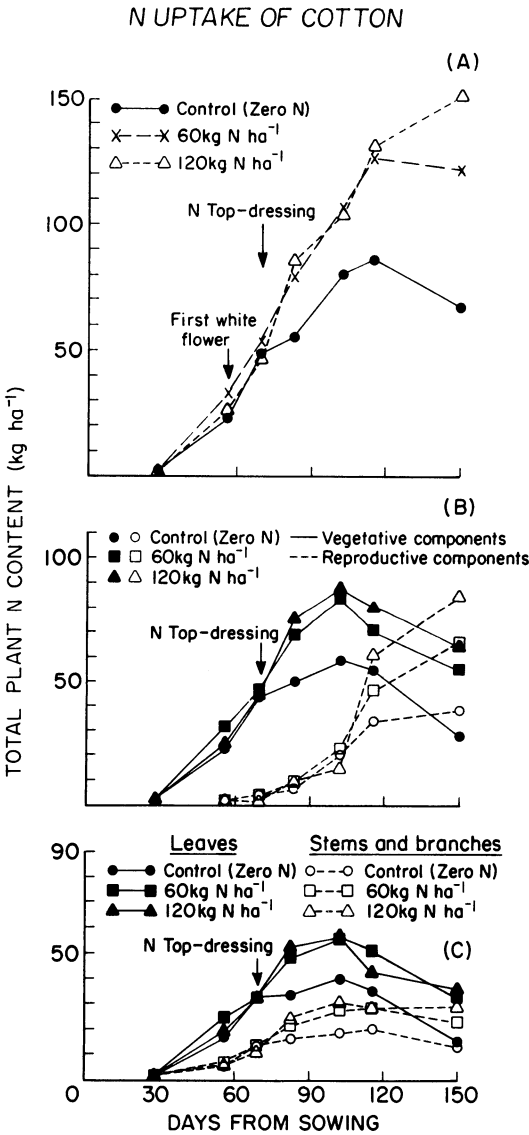 N UPTAKE OF COTTON
(A)
150
Control (Zero N)
60kg N ha⁻¹
120kg N ha⁻¹
N Top-dressing
100
First white
flower
50
TOTAL PLANT N CONTENT (kg ha⁻¹)
(B)
Control (Zero N)
Vegetative components
60kg N ha⁻¹
Reproductive components
120kg N ha⁻¹
100
N Top-dressing
50
90
Leaves
Stems and branches
Control (Zero N)
Control (Zero N)
60kg N ha⁻¹
60kg N ha⁻¹
120kg N ha⁻¹
120kg N ha⁻¹
N Top-dressing
(C)
50
0
30 60 90 120 150
DAYS FROM SOWING